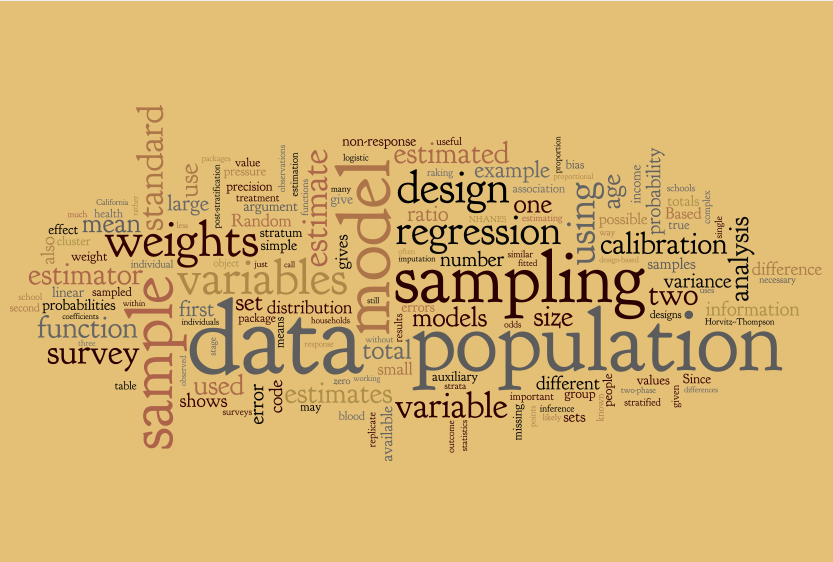 non-response
useful
logistic
estimated
proportion
bias
packages
value
pressure
observations
estimation
estimate
raking
example
proportional
income
probability
standard
use
post-stratification
precision
treatment
functions
many
give
model
design
association
age
schools
complex
California
rather
health
much
large
argument
Random
less
ratio
one
NHANES
estimating
using
possible
totals
Based
true
single
effect
mean
stratum
simple
gives
regression
way
calibration
analysis
also
cluster
weights
weight
individual
object
just
call
often
imputation
number
similar
fitted
design-based
samples
difference
necessary
estimator
variables
sampling
variance
linear
sampled
school
second
probabilities
within
coefficients
first
individuals
set
distribution
package
means
households
still
errors
results
models
odds
size
two
uses
designs
information
Horvitz-Thompson
function
three
survey
sample
data
stage
observed
response
without
total
population
small
table
used
shows
surveys
error
code
estimates
zero
working
may
blood
replicate
available
auxiliary
strata
variable
outcome
statistics
important
missing
points
different
group
inference
likely
sets
people
known
values
two-phase
stratified
Since
differences
given